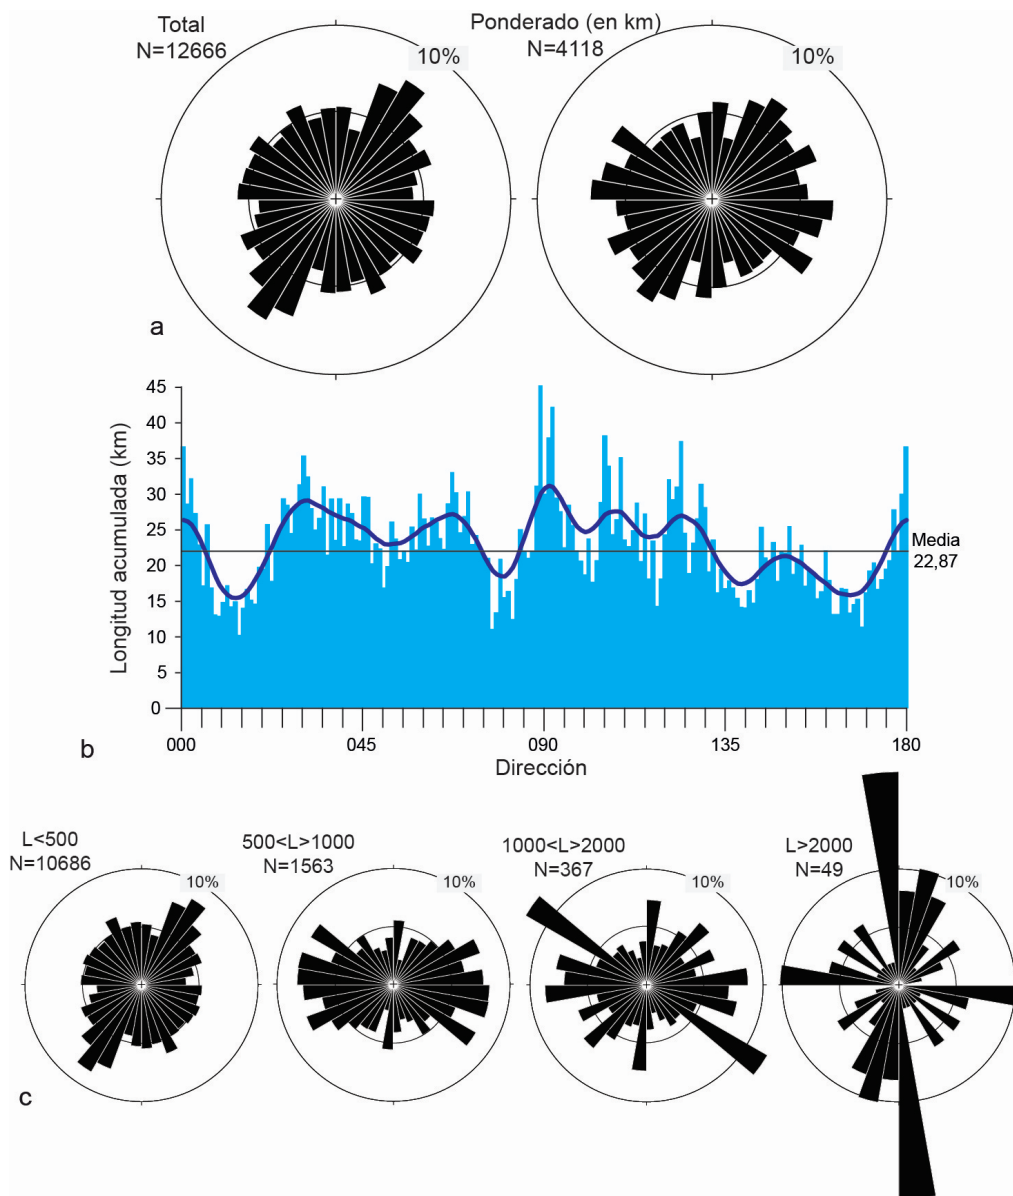 Total
N=12666
10%
Ponderado (en km)
N=4118
10%
a
45
40
35
30
25
20
15
10
5
0
Longitud acumulada (km)
Media
22,87
000
045
090
135
180
Dirección
b
L<500
N=10686
10%
500<L>1000
N=1563
10%
1000<L>2000
N=367
10%
L>2000
N=49
10%
c